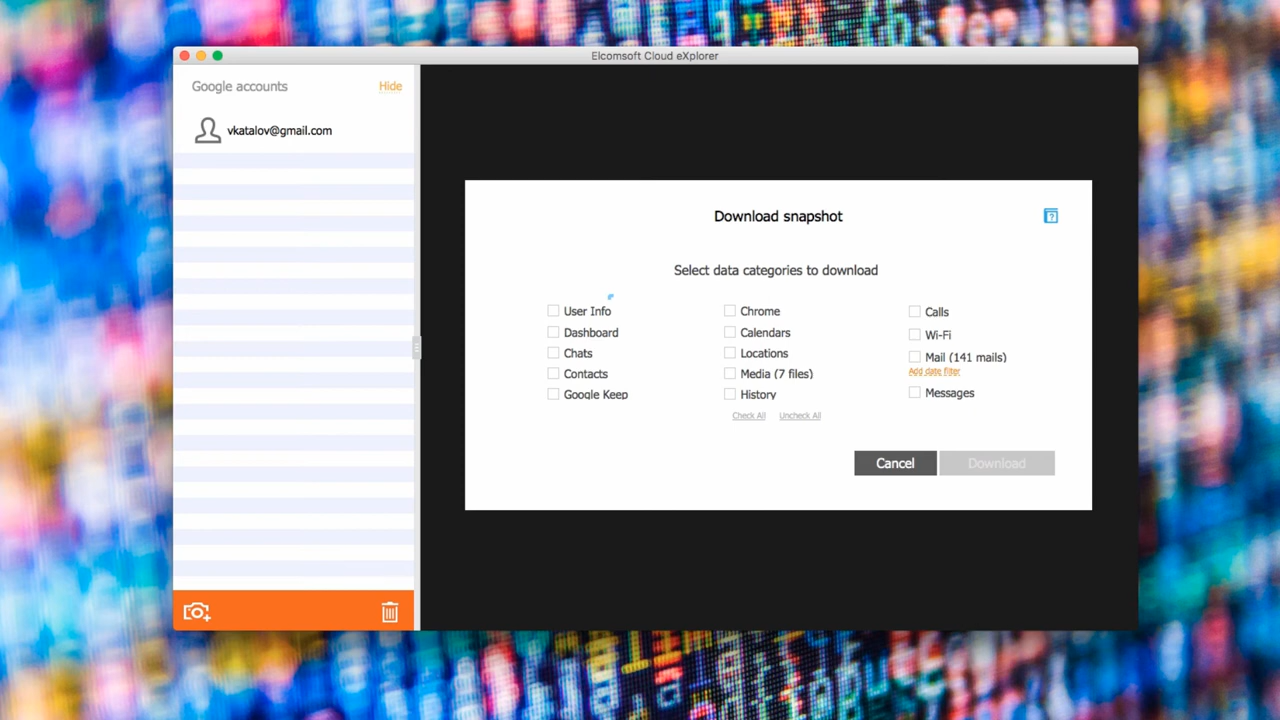 Elcomsoft Cloud eXplorer
Google accounts
Hide
vkatalov@gmail.com
Download snapshot
?
Select data categories to download
User Info
Dashboard
Chats
Contacts
Google Keep
Chrome
Calendars
Locations
Media (7 files)
History
Check All
Uncheck All
Calls
Wi-Fi
Mail (141 mails)
Add date filter
Messages
Cancel
Download